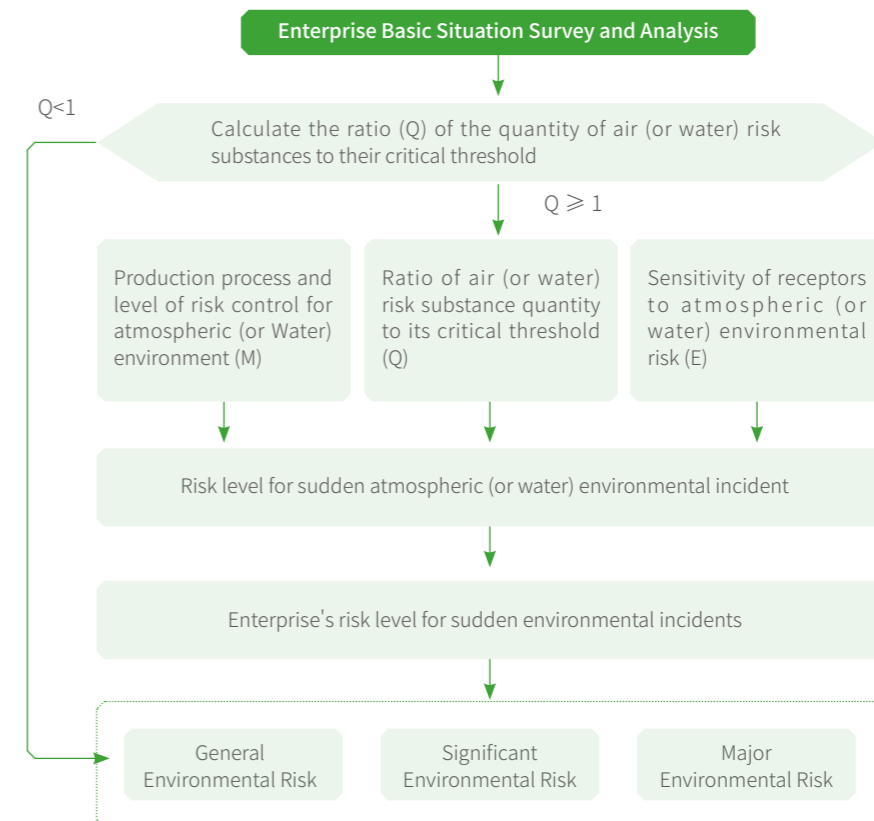 Enterprise Basic Situation Survey and Analysis
Q<1
Calculate the ratio (Q) of the quantity of air (or water) risk
substances to their critical threshold
Q ⩾ 1
Production process and
level of risk control for
atmospheric (or Water)
environment (M)
Ratio of air (or water)
risk substance quantity
to its critical threshold
(Q)
Sensitivity of receptors
to atmospheric (or
water) environmental
risk (E)
Risk level for sudden atmospheric (or water) environmental incident
Enterprise's risk level for sudden environmental incidents
General
Environmental Risk
Significant
Environmental Risk
Major
Environmental Risk